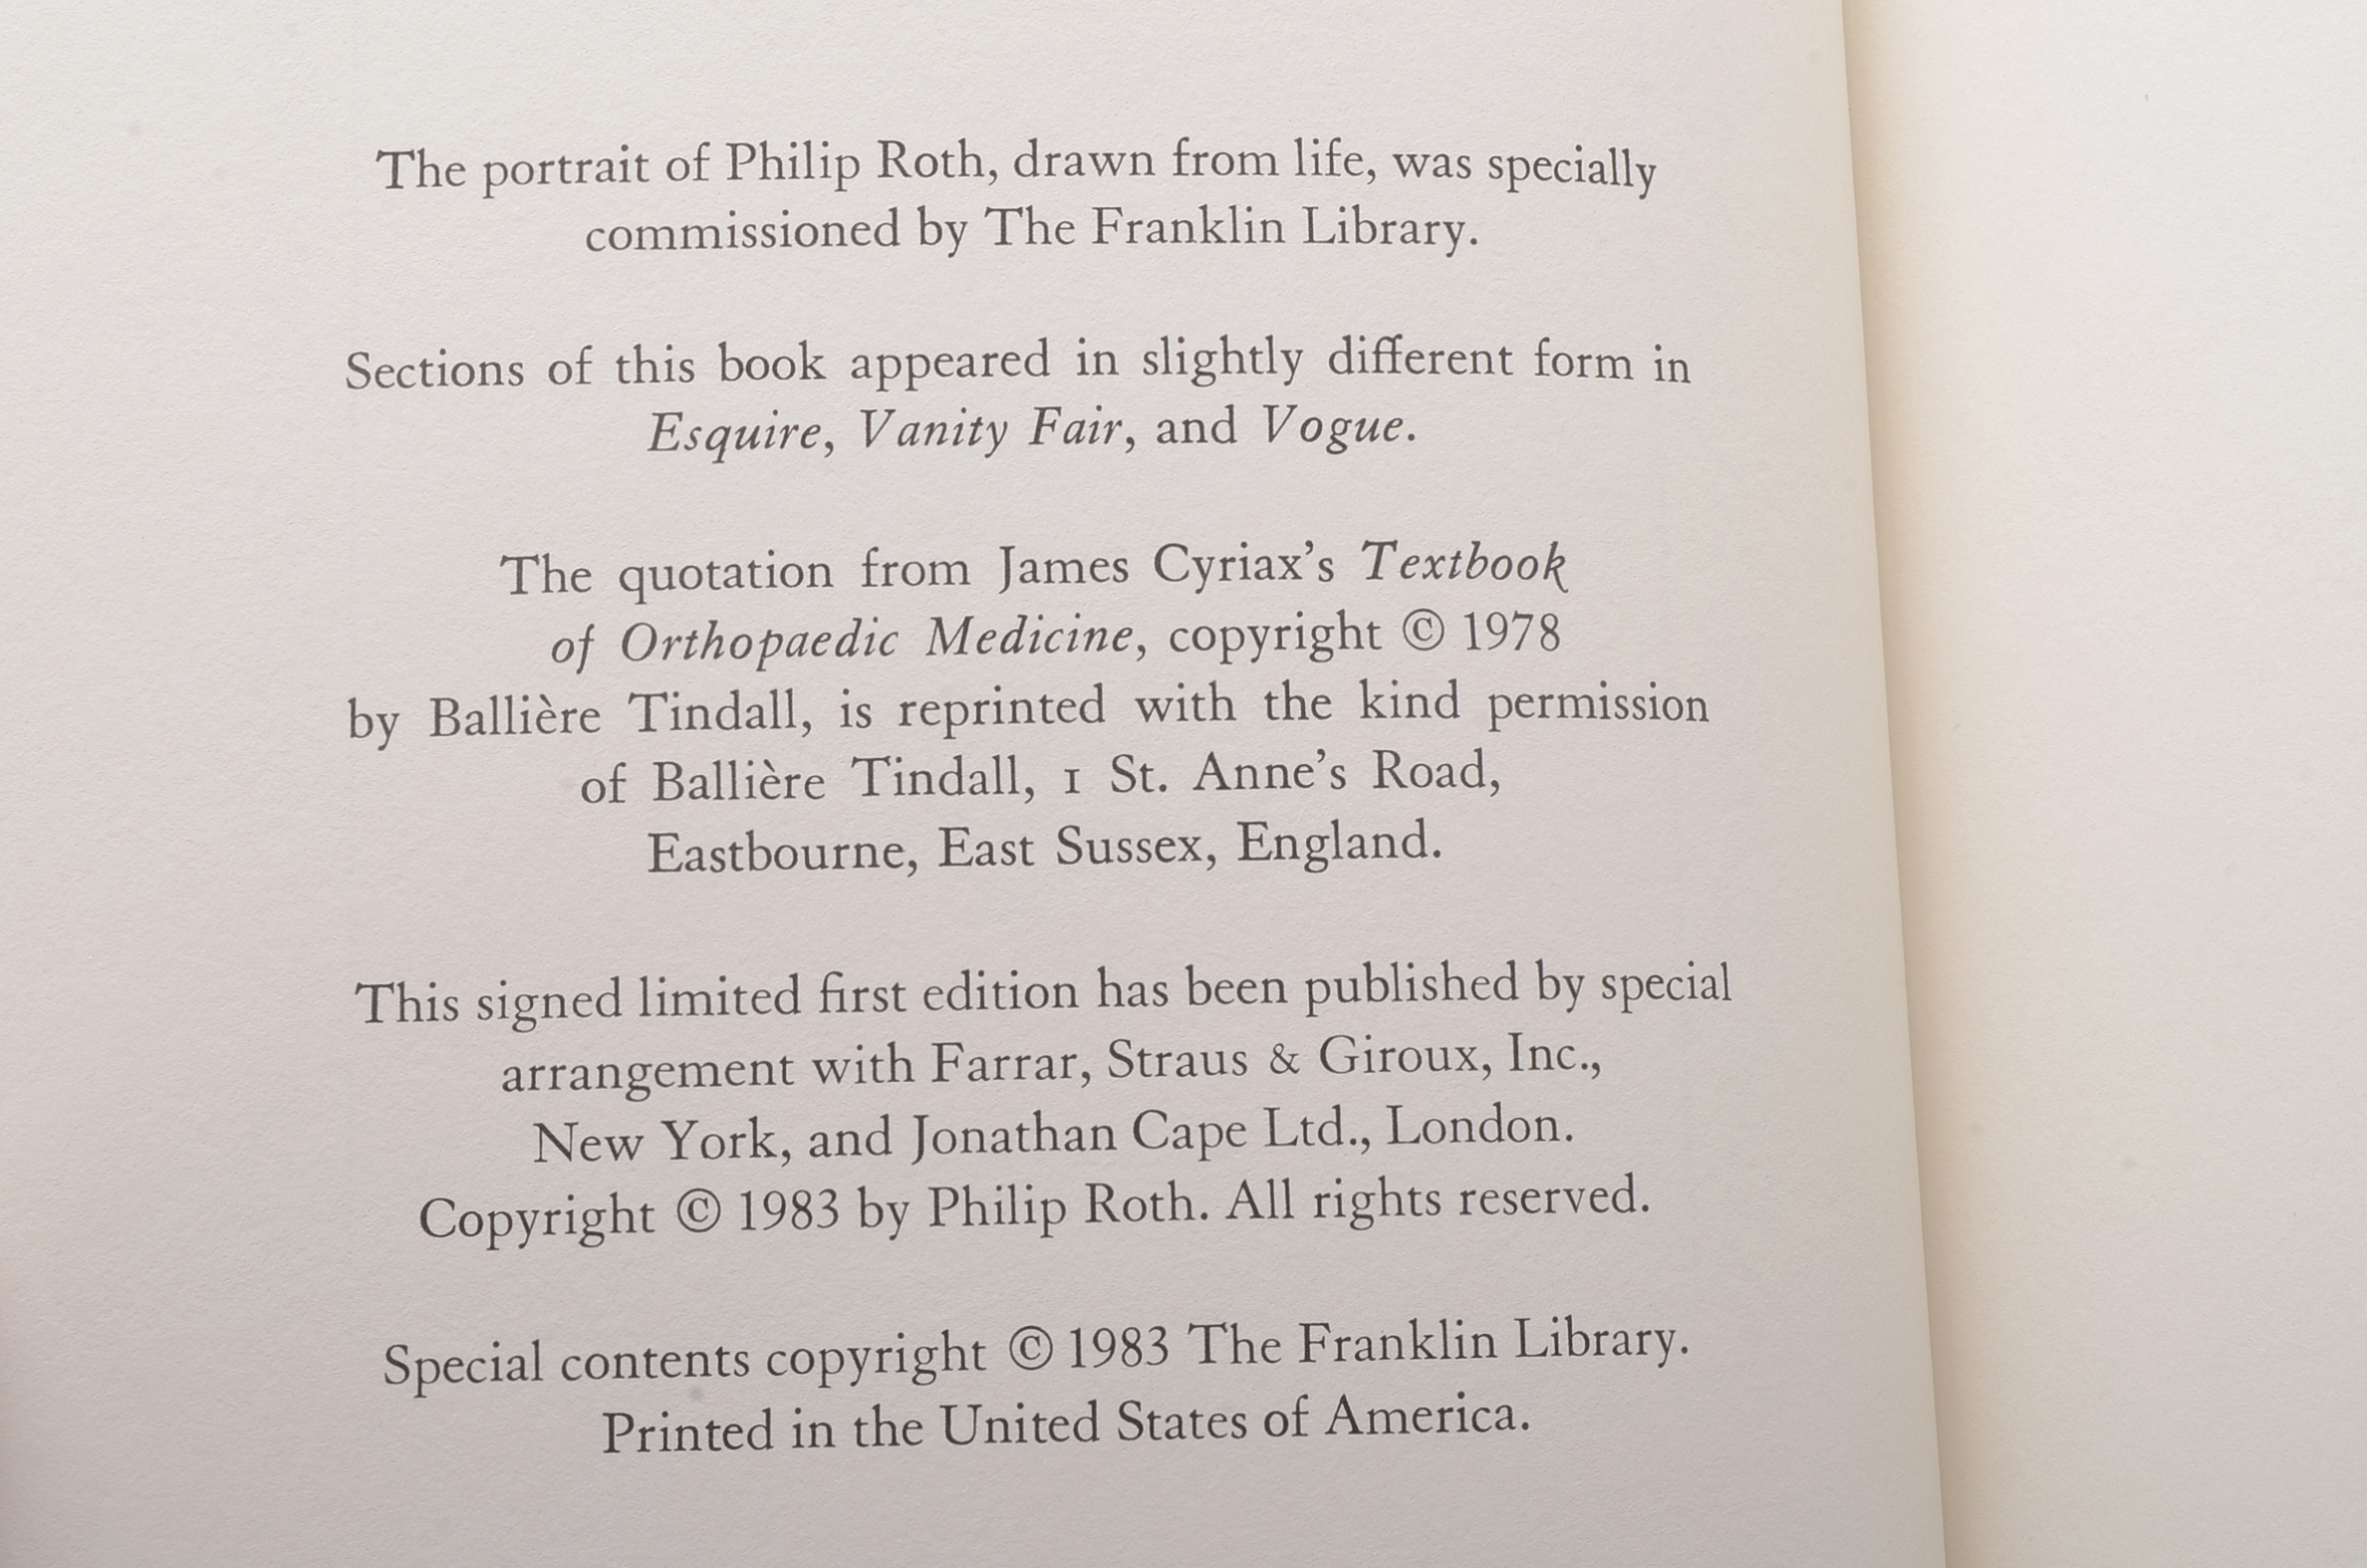 The portrait of Philip Roth, drawn from life, was specially
commissioned by The Franklin Library.
Sections of this book appeared in slightly different form in
Esquire, Vanity Fair, and Vogue.
The quotation from James Cyriax’s Textbook
of Orthopaedic Medicine, copyright © 1978
by Ballière Tindall, is reprinted with the kind permission
of Ballière Tindall, 1 St. Anne’s Road,
Eastbourne, East Sussex, England.
This signed limited first edition has been published by special
arrangement with Farrar, Straus & Giroux, Inc.,
New York, and Jonathan Cape Ltd., London.
Copyright © 1983 by Philip Roth. All rights reserved.
Special contents copyright © 1983 The Franklin Library.
Printed in the United States of America.